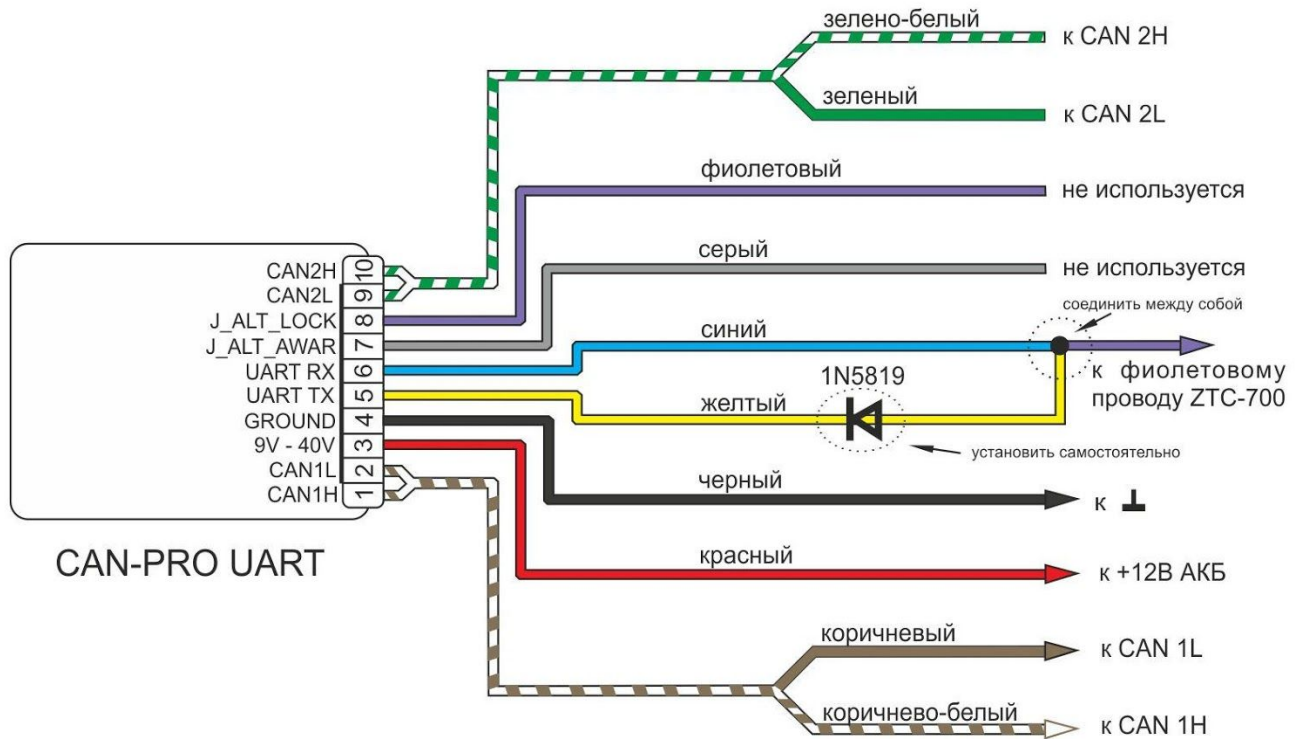 зелено-белый
к CAN 2H
зеленый
к CAN 2L
фиолетовый
не используется
серый
не используется
соединить между собой
синий
к фиолетовому
проводу ZTC-700
1N5819
желтый
установить самостоятельно
черный
к
красный
к +12В АКБ
коричневый
к CAN 1L
коричнево-белый
к CAN 1H
CAN2H 10
CAN2L 9
J_ALT_LOCK 8
J_ALT_AWAR 7
UART RX 6
UART TX 5
GROUND 4
9V - 40V 3
CAN1L 2
CAN1H 1
CAN-PRO UART